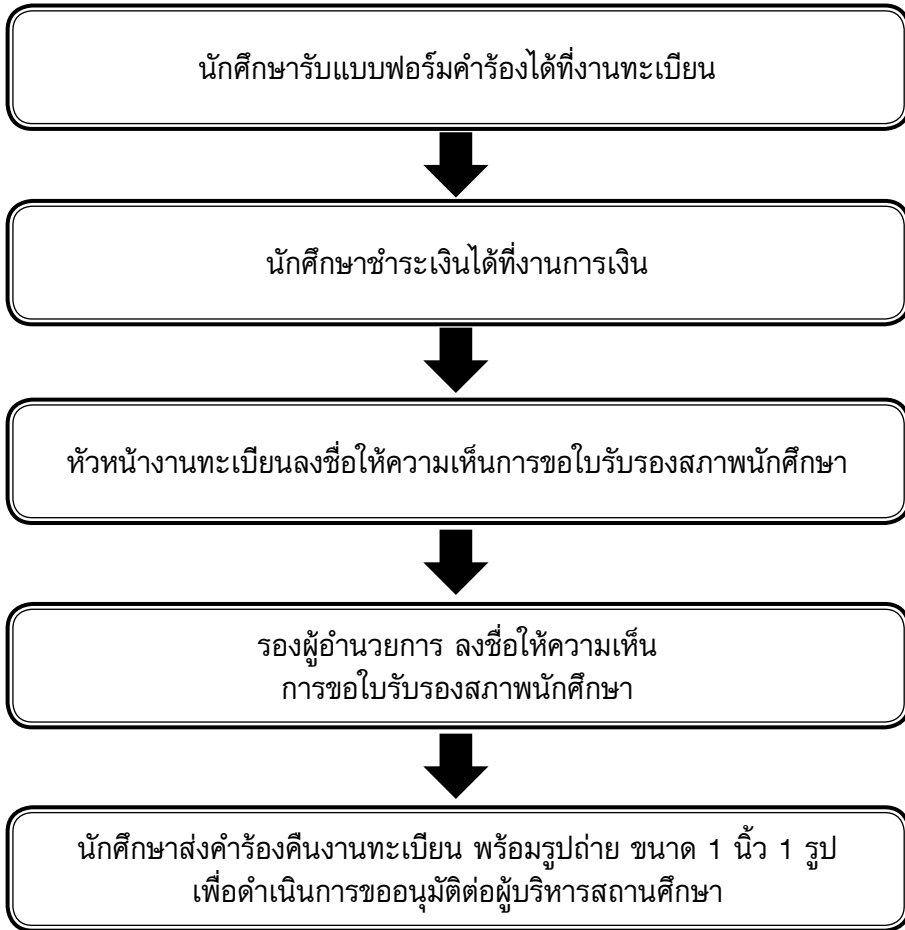 นักศึกษารับแบบฟอร์มคำร้องได้ที่งานทะเบียน
นักศึกษาชำระเงินได้ที่งานการเงิน
หัวหน้างานทะเบียนลงชื่อให้ความเห็นการขอใบรับรองสภาพนักศึกษา
รองผู้อำนวยการ ลงชื่อให้ความเห็น
การขอใบรับรองสภาพนักศึกษา
นักศึกษาส่งคำร้องคืนงานทะเบียน พร้อมรูปถ่าย ขนาด 1 นิ้ว 1 รูป
เพื่อดำเนินการขออนุมัติต่อผู้บริหารสถานศึกษา